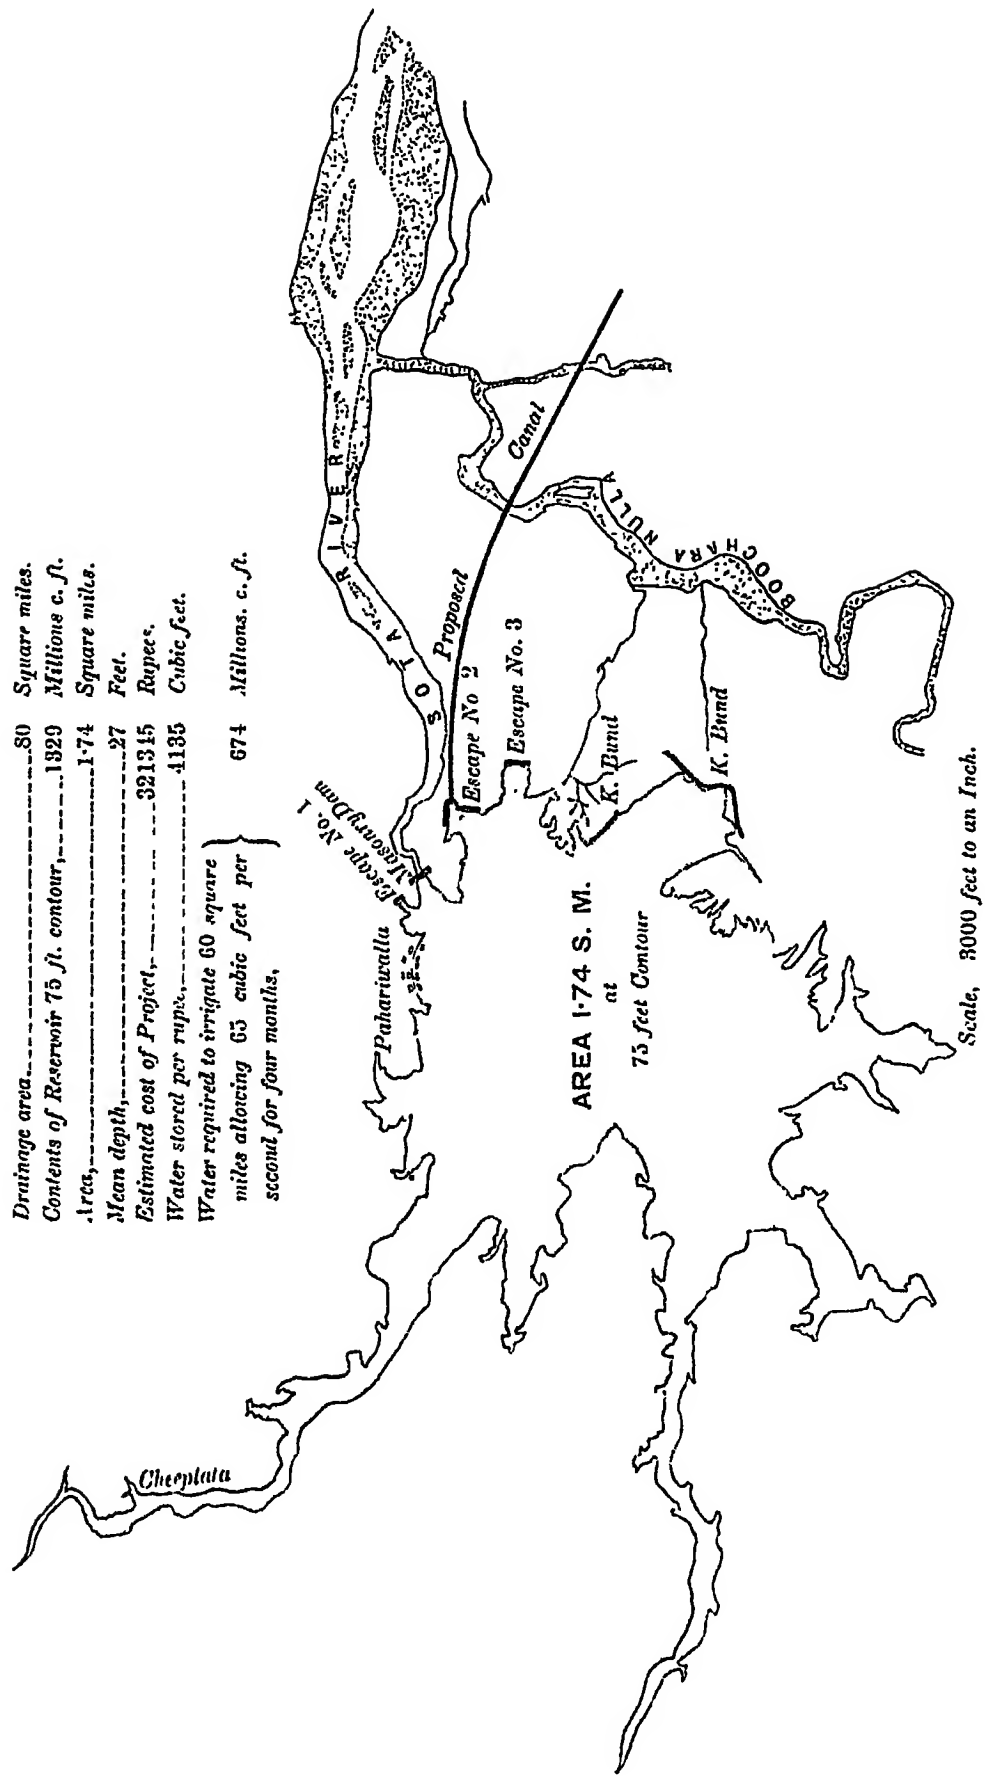 Drainage area 80 Square miles.
Contents of Reservoir 75 ft. contour, 1329 Millions c. ft.
Area, 1·74 Square miles.
Mean depth, 27 Feet.
Estimated cost of Project, 321315 Rupees.
Water stored per rupee, 4135 Cubic feet.
Water required to irrigate 60 square
miles allowing 65 cubic feet per
second for four months, } 674 Millions. c. ft.
SOTA RIVER
Escape No. 1
Masonry Dam
Escape No 2
Escape No. 3
Proposed Canal
BOOCHARA NULLA
K. Bund
K. Bund
Pahariwalla
Cheeplata
AREA 1·74 S. M.
at
75 feet Contour
Scale, 3000 feet to an Inch.